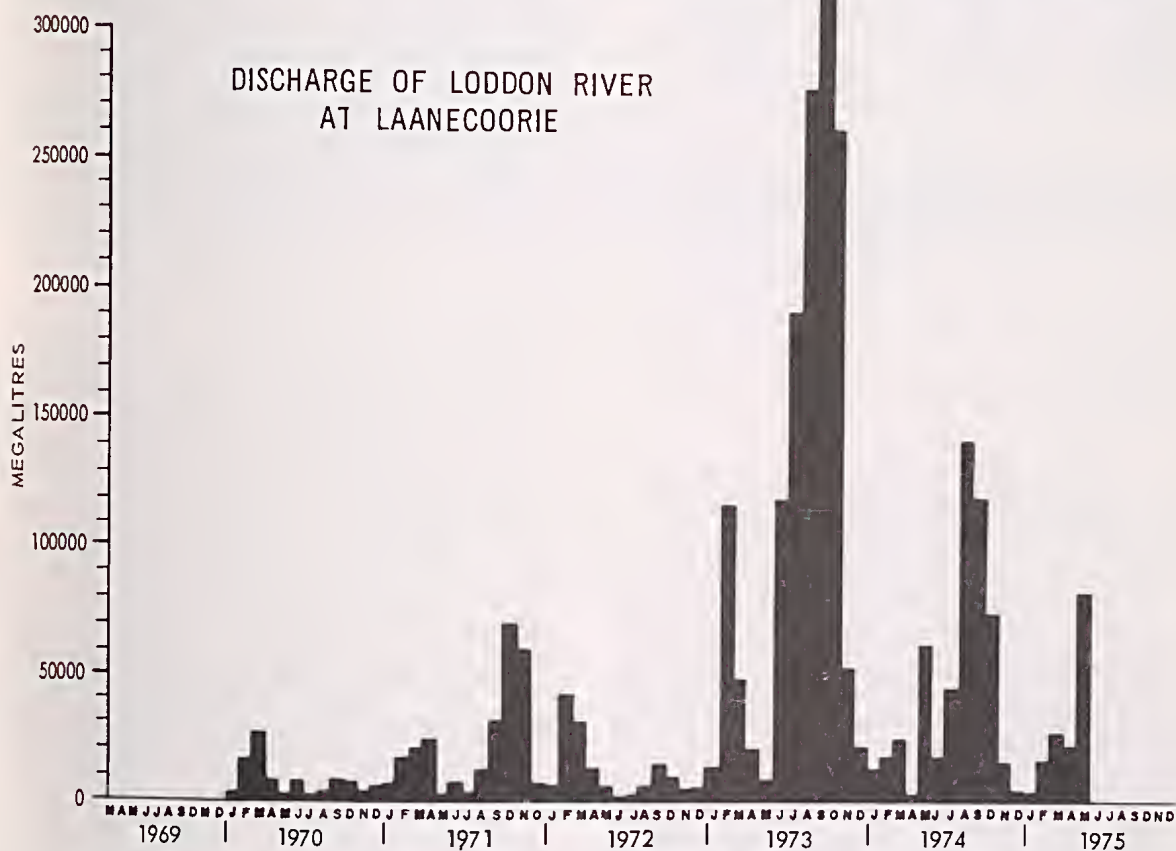 300000
DISCHARGE OF LODDON RIVER
AT LAANECOORIE
250000
200000
MEGALITRES
150000
100000
50000
0
M A M J J A S O N D J F M A M J J A S O N D J F M A M J J A S O N D J F M A M J J A S O N D J F M A M J J A S O N D J F M A M J J A S O N D J F M A M J J A S O N D
1969 1970 1971 1972 1973 1974 1975